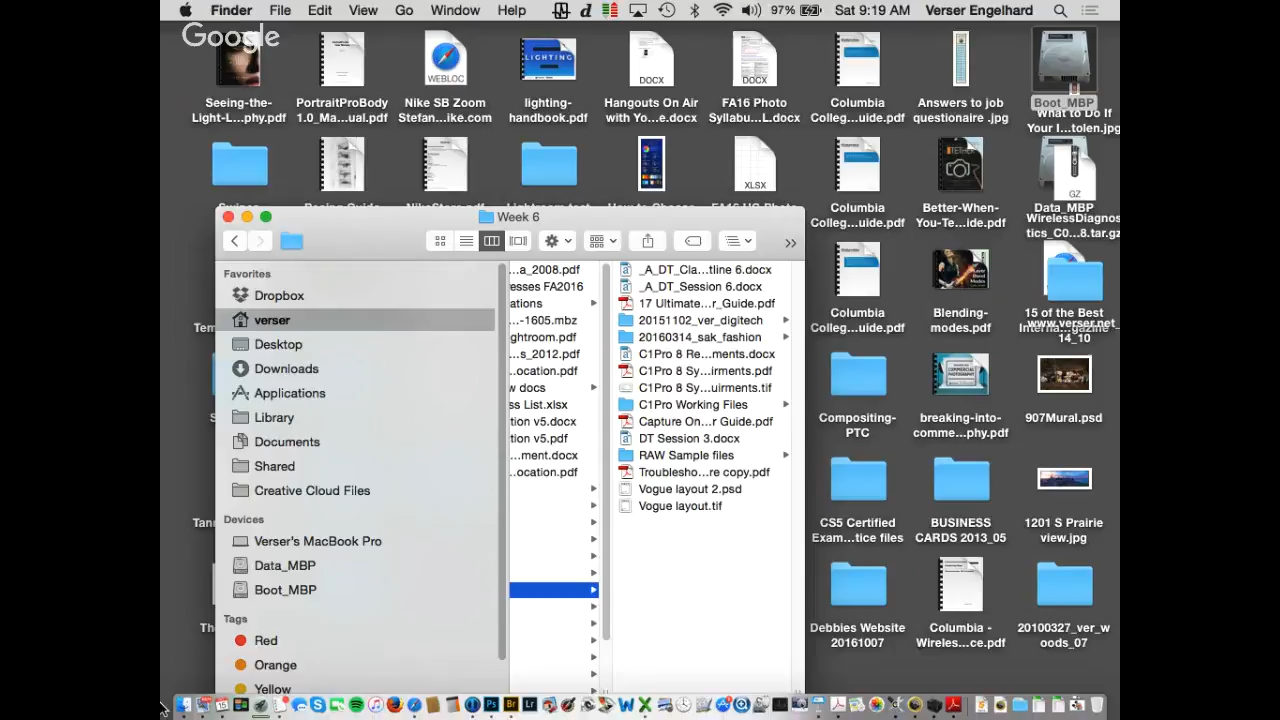 Finder File Edit View Go Window Help 97% Sat 9:19 AM Verser Engelhard
Google
WEBLOC
LIGHTING
DOCX
DOCX
Seeing-the-
Light-L...phy.pdf
PortraitProBody
1.0_Ma...ual.pdf
Nike SB Zoom
Stefan...ike.com
lighting-
handbook.pdf
Hangouts On Air
with Yo...e.docx
FA16 Photo
Syllabu...L.docx
Columbia
Colleg...uide.pdf
Answers to job
questionaire .jpg
Boot_MBP
What to Do If
Your I...tolen.jpg
XLSX
GZ
Columbia
Colleg...uide.pdf
Better-When-
You-Te...ide.pdf
Data_MBP
WirelessDiagnos
tics_C0...8.tar.gz
Week 6
Favorites
Dropbox
verser
Desktop
Downloads
Applications
Library
Documents
Shared
Creative Cloud Files
Devices
Verser's MacBook Pro
Data_MBP
Boot_MBP
Tags
Red
Orange
Yellow
...a_2008.pdf
esses FA2016
ations
...-1605.mbz
ightroom.pdf
...s_2012.pdf
...ocation.pdf
w docs
ss List.xlsx
tion v5.docx
tion v5.pdf
...ment.docx
...ocation.pdf
_A_DT_Cla...tline 6.docx
_A_DT_Session 6.docx
17 Ultimate...r_Guide.pdf
20151102_ver_digitech
20160314_sak_fashion
C1Pro 8 Re...ments.docx
C1Pro 8 Sy...uirments.pdf
C1Pro 8 Sy...uirments.tif
C1Pro Working Files
Capture On...r Guide.pdf
DT Session 3.docx
RAW Sample files
Troublesho...re copy.pdf
Vogue layout 2.psd
Vogue layout.tif
Columbia
Colleg...uide.pdf
Blending-
modes.pdf
15 of the Best
www.verser.net_
14_10
Compositing-
PTC
breaking-into-
comme...phy.pdf
907Mural.psd
CS5 Certified
Exam...tice files
BUSINESS
CARDS 2013_05
1201 S Prairie
view.jpg
Debbies Website
20161007
Columbia -
Wireles...ce.pdf
20100327_ver_w
oods_07